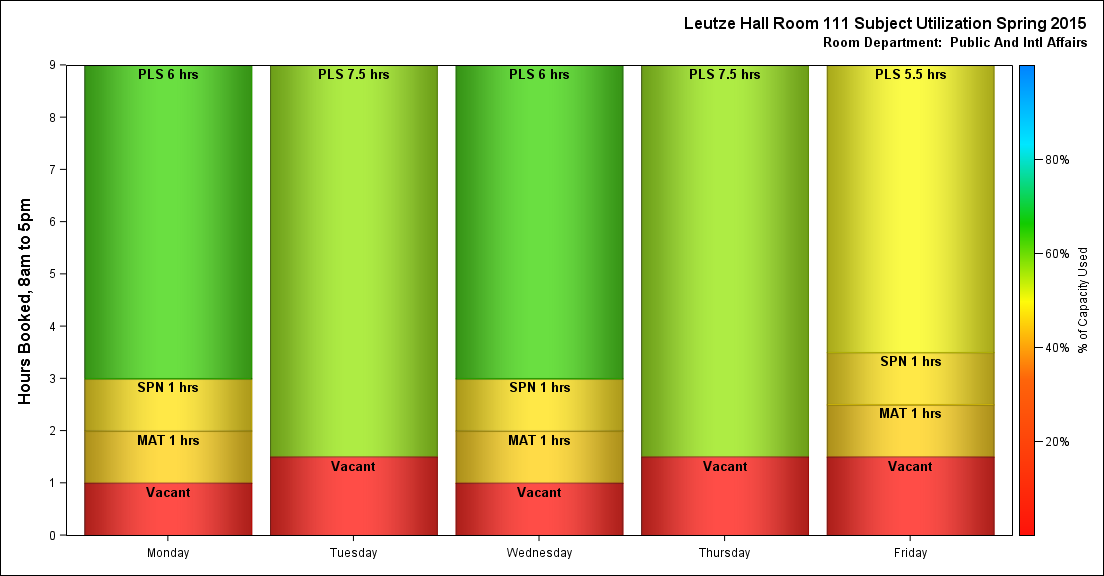 Leutze Hall Room 111 Subject Utilization Spring 2015
Room Department: Public And Intl Affairs
Hours Booked, 8am to 5pm
9
8
7
6
5
4
3
2
1
0
PLS 6 hrs
SPN 1 hrs
MAT 1 hrs
Vacant
PLS 7.5 hrs
Vacant
PLS 6 hrs
SPN 1 hrs
MAT 1 hrs
Vacant
PLS 7.5 hrs
Vacant
PLS 5.5 hrs
SPN 1 hrs
MAT 1 hrs
Vacant
Monday
Tuesday
Wednesday
Thursday
Friday
80%
60%
40%
20%
% of Capacity Used